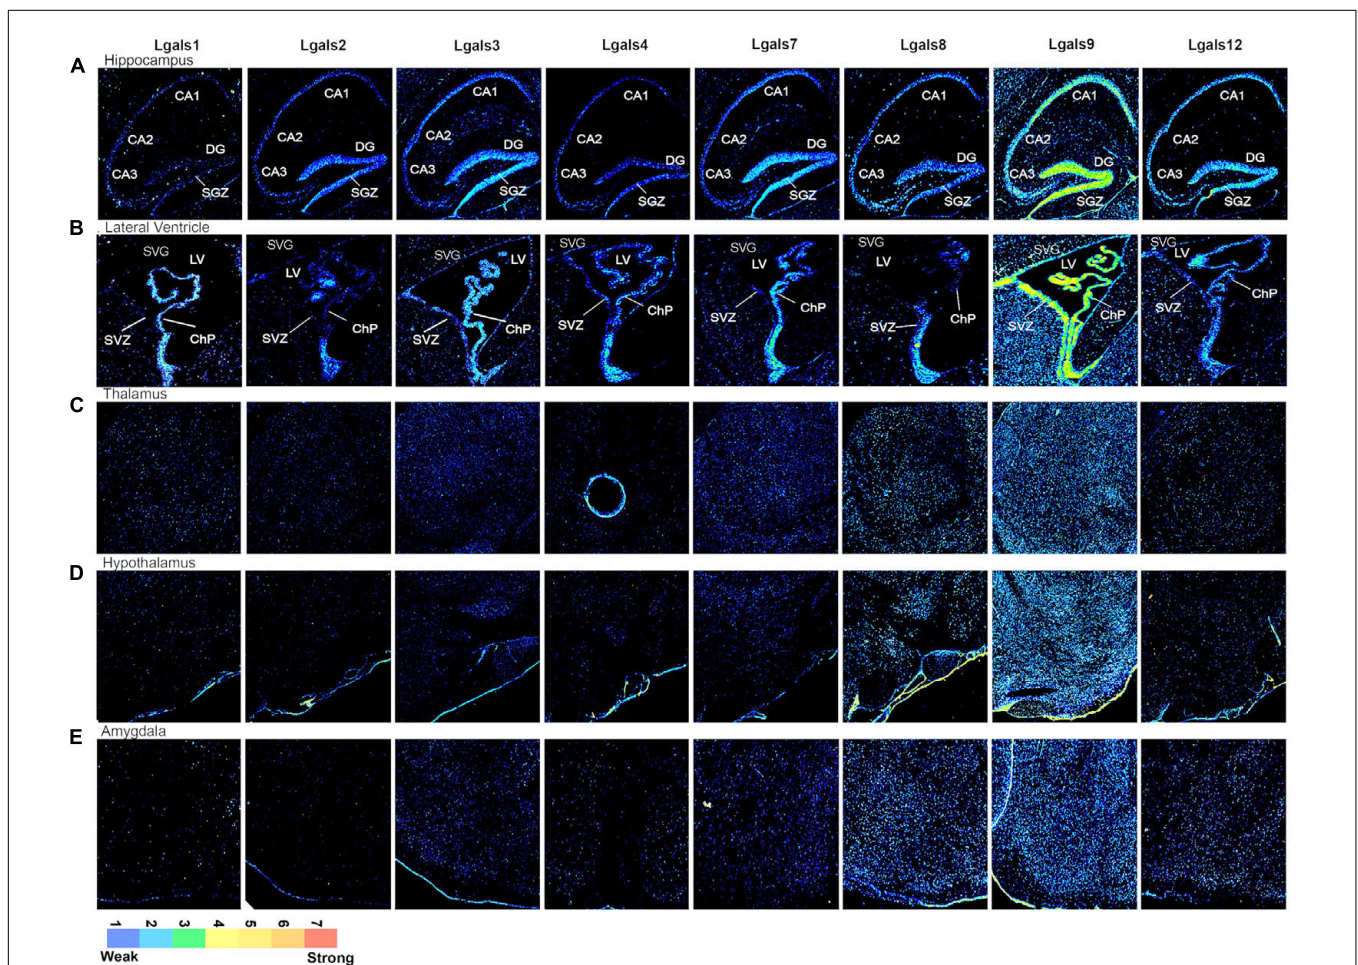 Lgals1 Lgals2 Lgals3 Lgals4 Lgals7 Lgals8 Lgals9 Lgals12
A Hippocampus
CA1 CA1 CA1 CA1 CA1 CA1 CA1 CA1
CA2 CA2 CA2 CA2 CA2 CA2 CA2 CA2
DG DG DG DG DG DG DG DG
CA3 CA3 CA3 CA3 CA3 CA3 CA3 CA3
SGZ SGZ SGZ SGZ SGZ SGZ SGZ SGZ
B Lateral Ventricle
SVG SVG SVG SVG SVG SVG SVG SVG
LV LV LV LV LV LV LV LV
SVZ ChP SVZ ChP SVZ ChP SVZ ChP SVZ ChP SVZ ChP SVZ ChP SVZ ChP
C Thalamus
D Hypothalamus
E Amygdala
1 2 3 4 5 6 7
Weak Strong